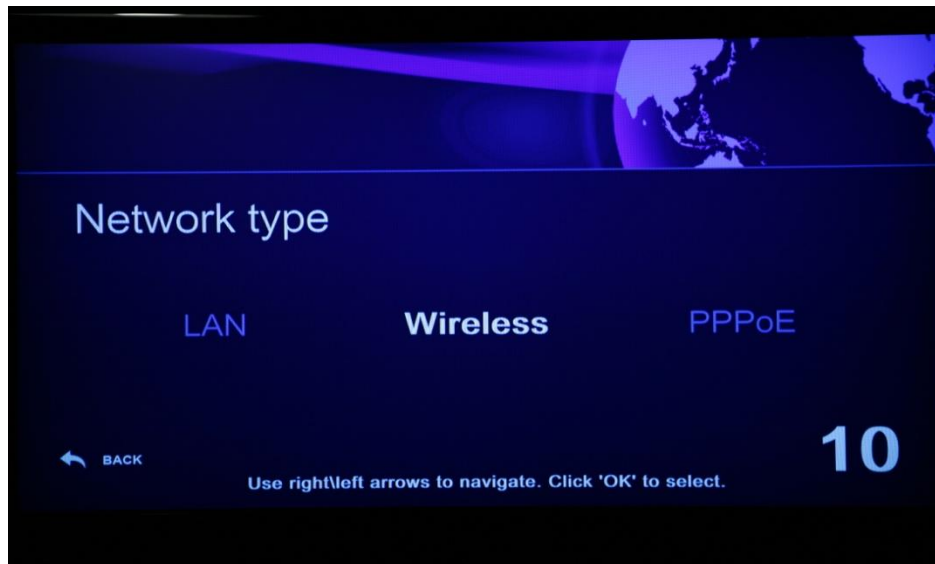 Network type
LAN Wireless PPPoE
10
BACK
Use right\left arrows to navigate. Click 'OK' to select.